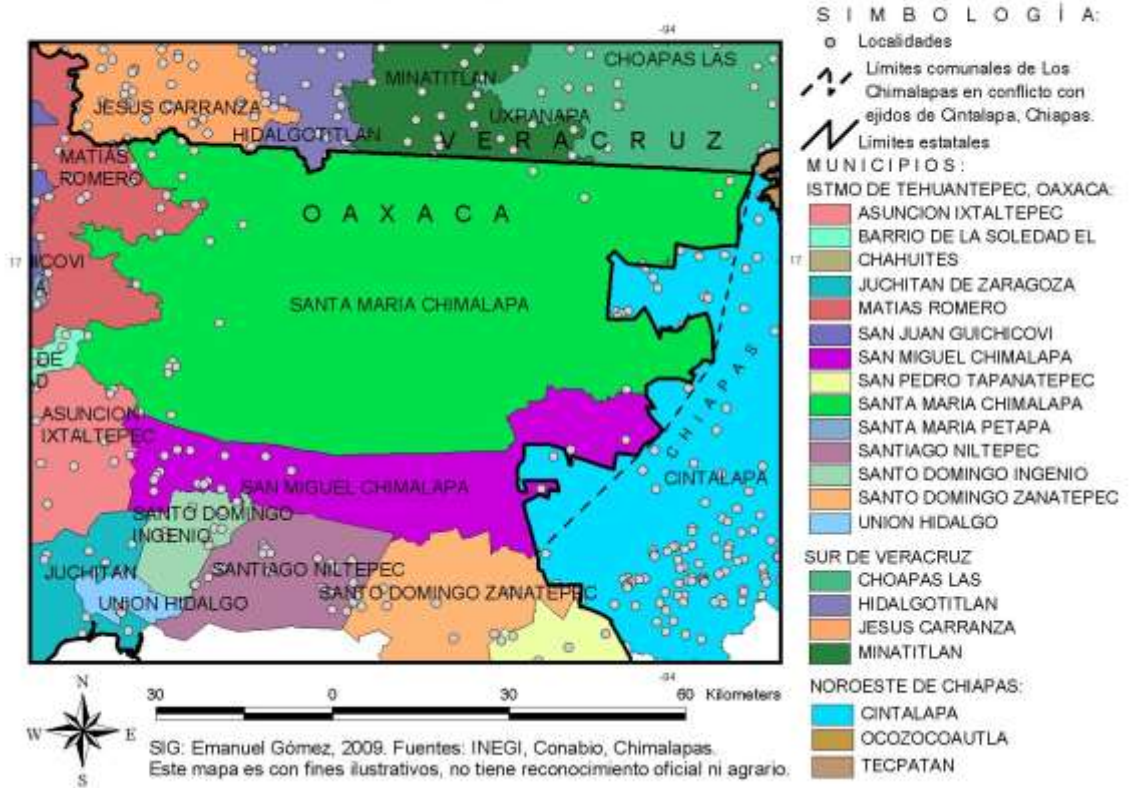 -94
JESUS CARRANZA
HIDALGOTITLAN
MINATITLAN
CHOAPAS LAS
UXPANAPA
V E R A C R U Z
MATIAS
ROMERO
O A X A C A
17
17
ICOVI
A
SANTA MARIA CHIMALAPA
DE
D
ASUNCION
IXTALTEPEC
C H I A P A S
CINTALAPA
SAN MIGUEL CHIMALAPA
SANTO DOMINGO
INGENIO
JUCHITAN
SANTIAGO NILTEPEC
UNION HIDALGO
SANTO DOMINGO ZANATEPEC
-94
N
W
E
S
30
0
30
60
Kilometers
SIG: Emanuel Gómez, 2009. Fuentes: INEGI, Conabio, Chimalapas.
Este mapa es con fines ilustrativos, no tiene reconocimiento oficial ni agrario.
S I M B O L O G Í A:
Localidades
Límites comunales de Los
Chimalapas en conflicto con
ejidos de Cintalapa, Chiapas.
Límites estatales
MUNICIPIOS:
ISTMO DE TEHUANTEPEC, OAXACA:
ASUNCION IXTALTEPEC
BARRIO DE LA SOLEDAD EL
CHAHUITES
JUCHITAN DE ZARAGOZA
MATIAS ROMERO
SAN JUAN GUICHICOVI
SAN MIGUEL CHIMALAPA
SAN PEDRO TAPANATEPEC
SANTA MARIA CHIMALAPA
SANTA MARIA PETAPA
SANTIAGO NILTEPEC
SANTO DOMINGO INGENIO
SANTO DOMINGO ZANATEPEC
UNION HIDALGO
SUR DE VERACRUZ
CHOAPAS LAS
HIDALGOTITLAN
JESUS CARRANZA
MINATITLAN
NOROESTE DE CHIAPAS:
CINTALAPA
OCOZOCOAUTLA
TECPATAN